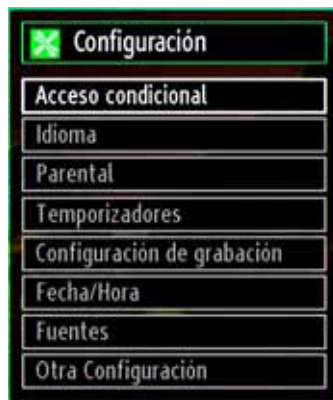 Configuración
Acceso condicional
Idioma
Parental
Temporizadores
Configuración de grabación
Fecha/Hora
Fuentes
Otra Configuración